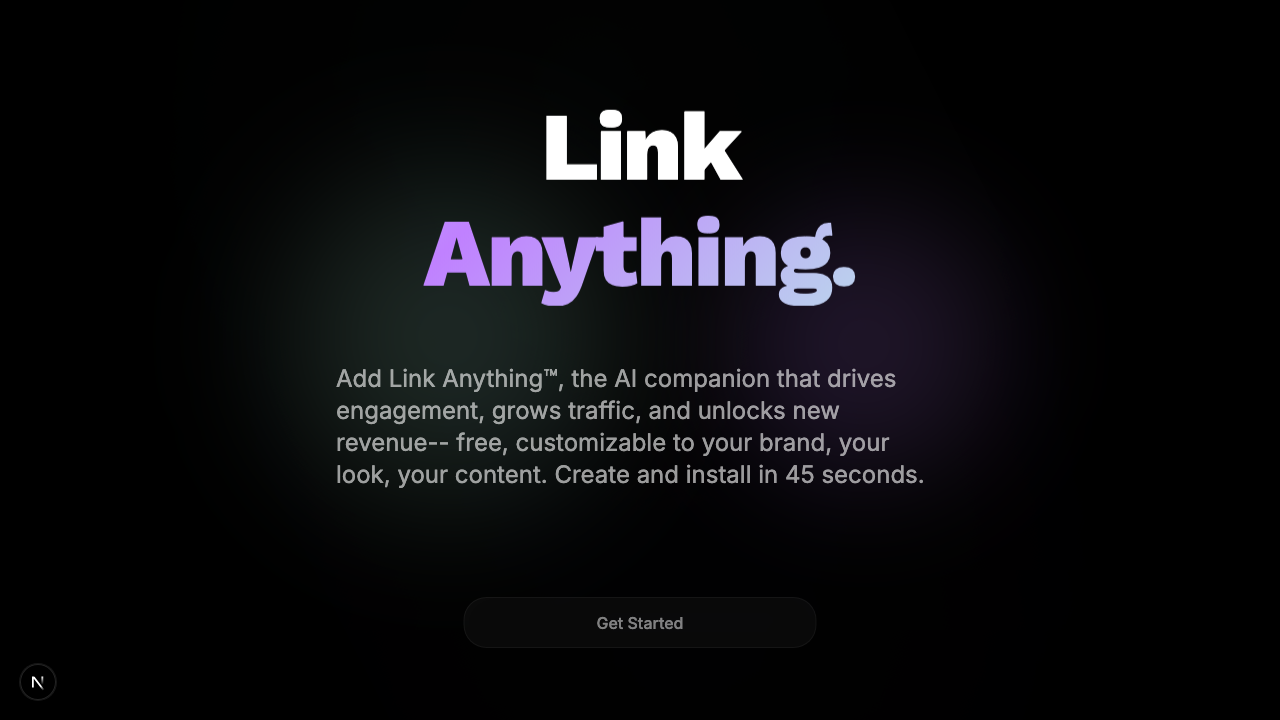 Link
Anything.
Add Link Anything™, the AI companion that drives
engagement, grows traffic, and unlocks new
revenue-- free, customizable to your brand, your
look, your content. Create and install in 45 seconds.
Get Started
N